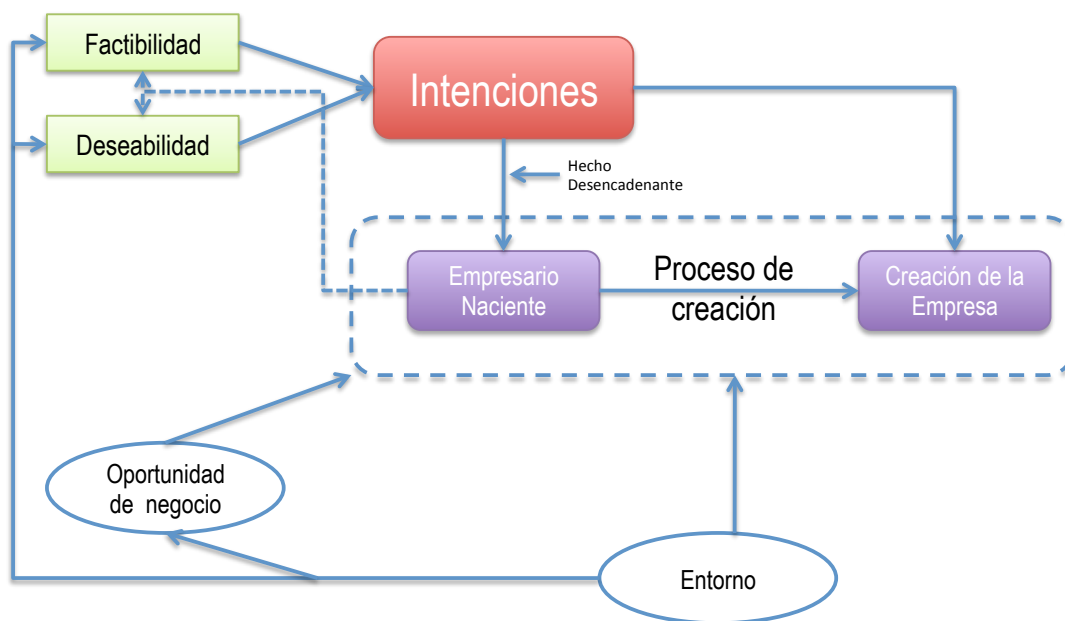 Factibilidad
Deseabilidad
Intenciones
Hecho
Desencadenante
Empresario
Naciente
Proceso de
creación
Creación de la
Empresa
Oportunidad
de negocio
Entorno